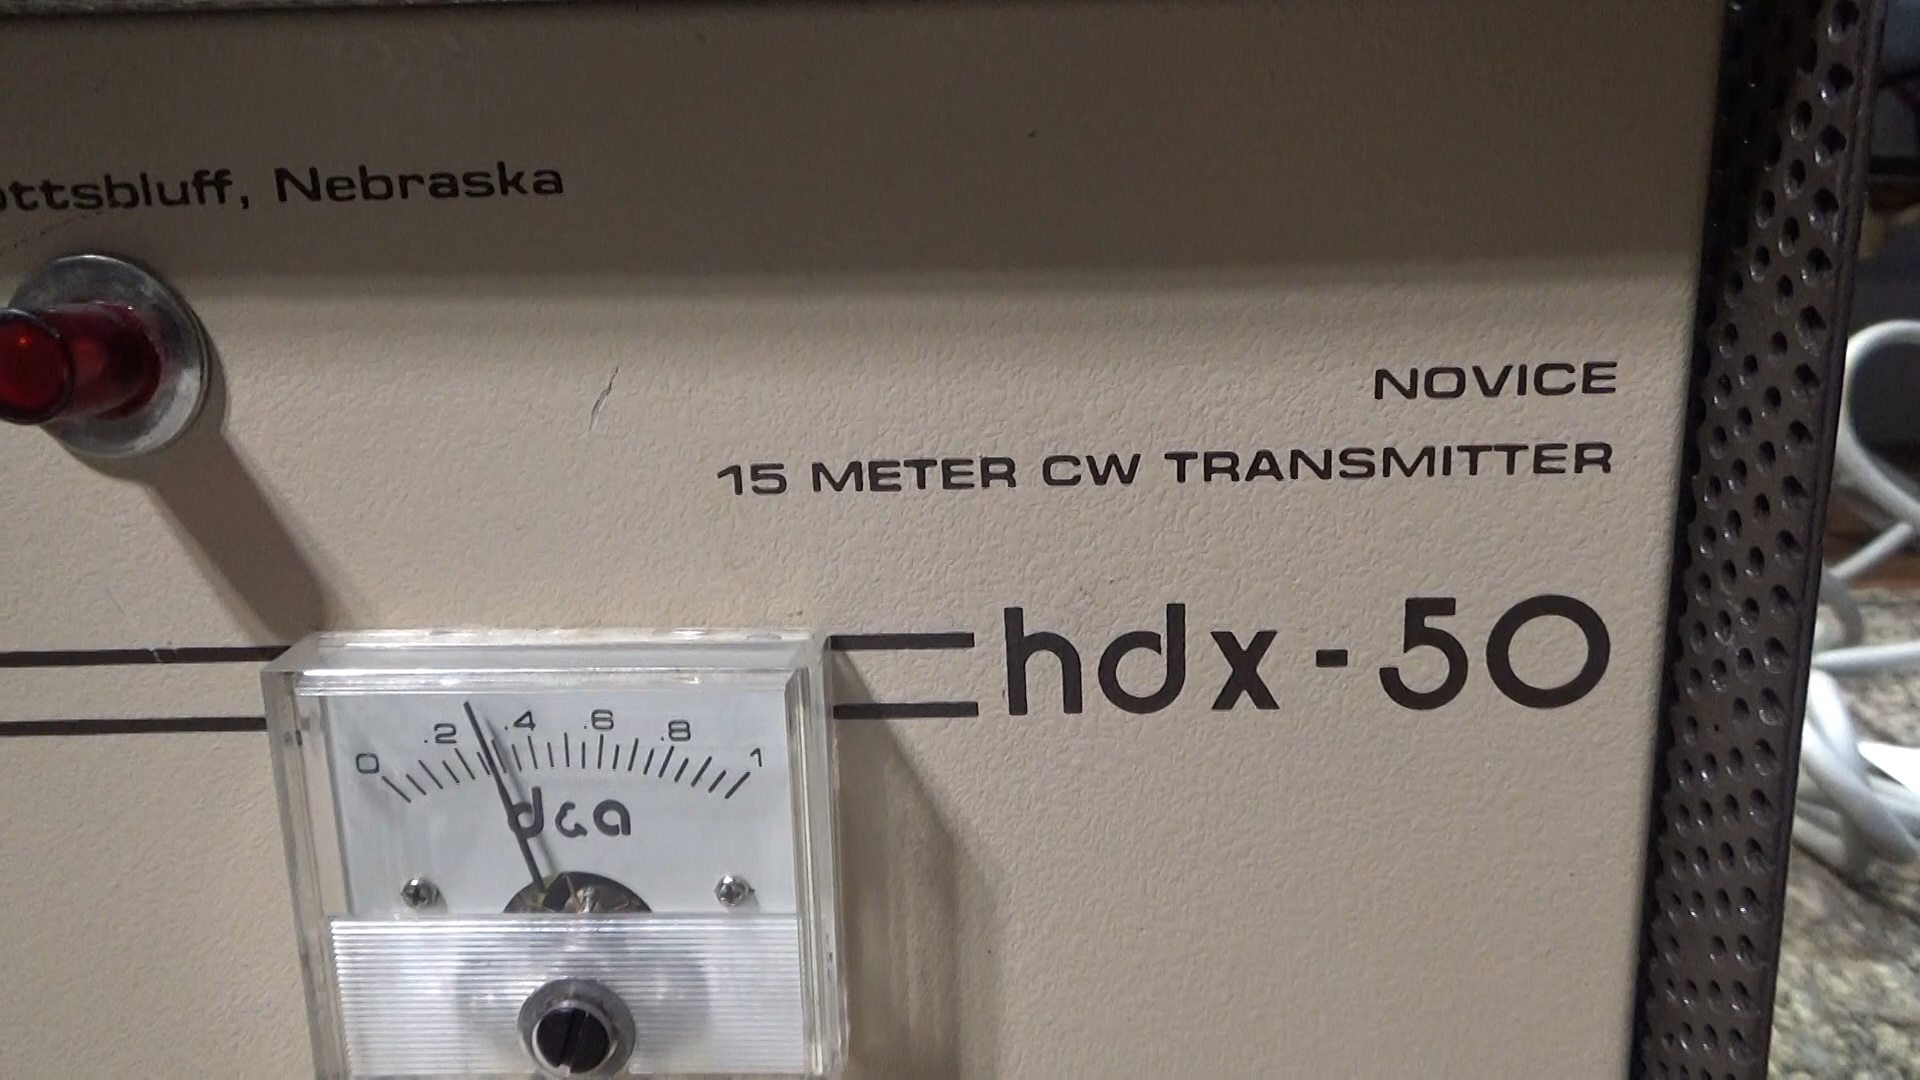 ottsbluff, Nebraska
NOVICE
15 METER CW TRANSMITTER
hdx-50
0 .2 .4 .6 .8 1